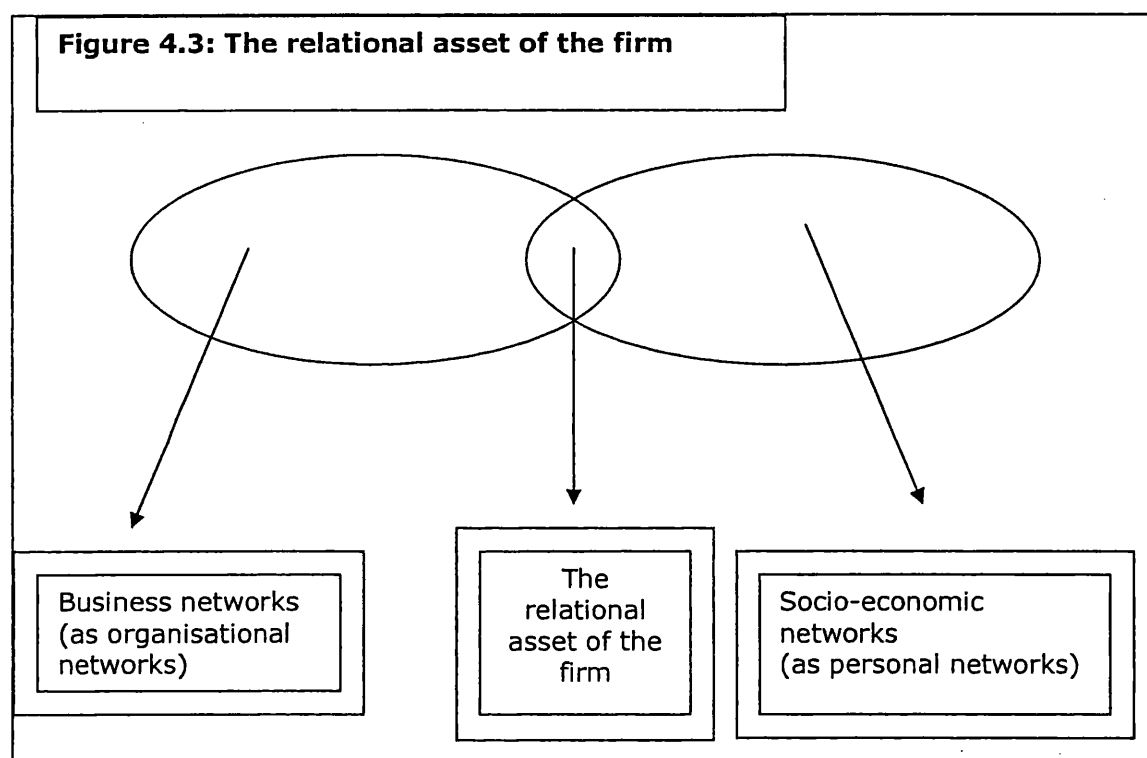 Figure 4.3: The relational asset of the firm
Business networks
(as organisational
networks)
The
relational
asset of the
firm
Socio-economic
networks
(as personal networks)